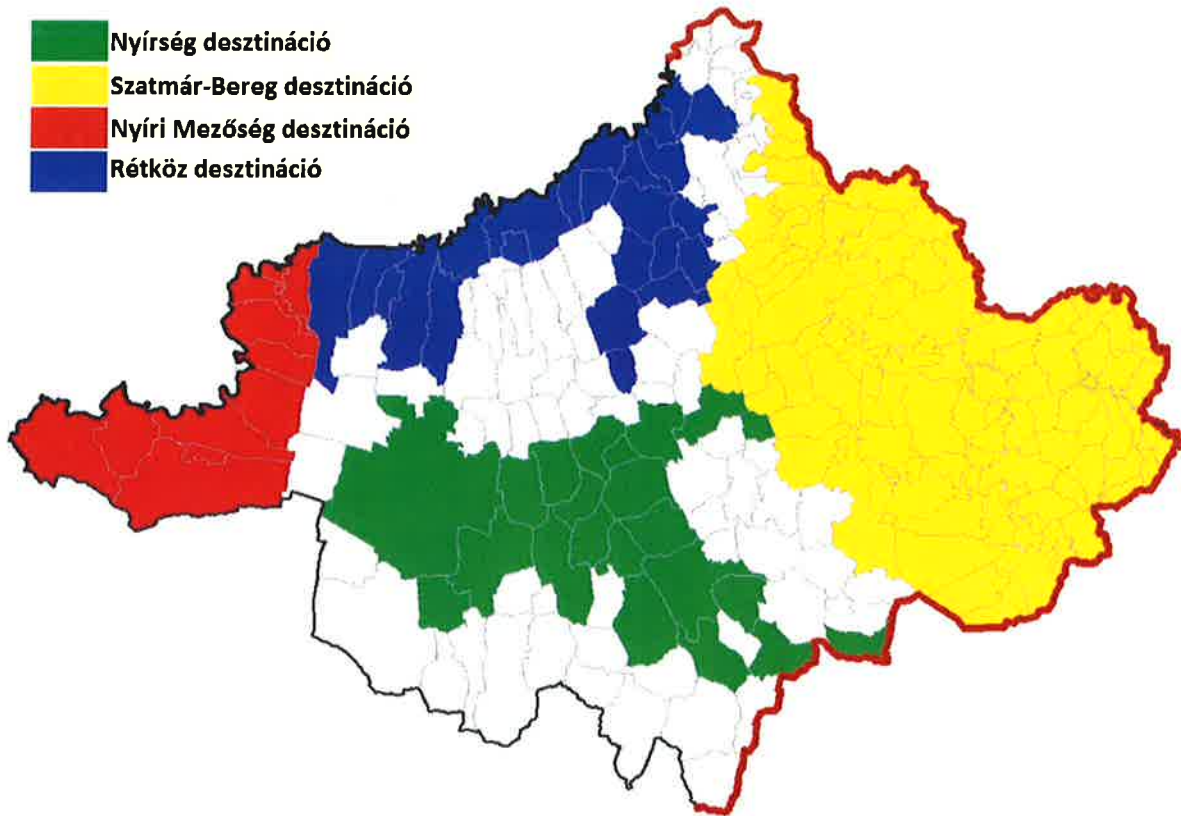 Nyírség desztináció
Szatmár-Bereg desztináció
Nyíri Mezőség desztináció
Rétköz desztináció